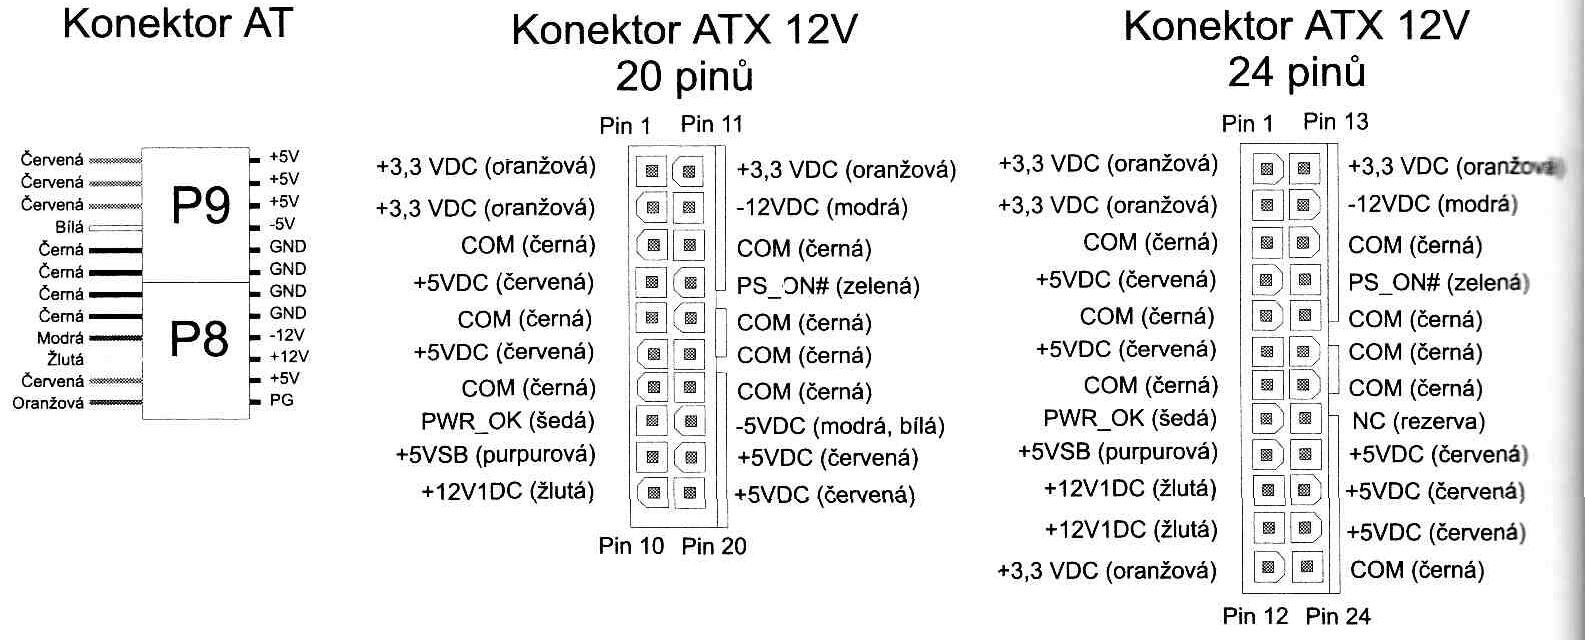 Konektor AT
Červená
Červená
Červená
Bílá
Černá
Černá
Černá
Černá
Modrá
Žlutá
Červená
Oranžová
P9
P8
+5V
+5V
+5V
-5V
GND
GND
GND
GND
-12V
+12V
+5V
PG
Konektor ATX 12V
20 pinů
Pin 1 Pin 11
+3,3 VDC (oranžová)
+3,3 VDC (oranžová)
COM (černá)
+5VDC (červená)
COM (černá)
+5VDC (červená)
COM (černá)
PWR_OK (šedá)
+5VSB (purpurová)
+12V1DC (žlutá)
+3,3 VDC (oranžová)
-12VDC (modrá)
COM (černá)
PS_ON# (zelená)
COM (černá)
COM (černá)
COM (černá)
-5VDC (modrá, bílá)
+5VDC (červená)
+5VDC (červená)
Pin 10 Pin 20
Konektor ATX 12V
24 pinů
Pin 1 Pin 13
+3,3 VDC (oranžová)
+3,3 VDC (oranžová)
COM (černá)
+5VDC (červená)
COM (černá)
+5VDC (červená)
COM (černá)
PWR_OK (šedá)
+5VSB (purpurová)
+12V1DC (žlutá)
+12V1DC (žlutá)
+3,3 VDC (oranžová)
+3,3 VDC (oranžová)
-12VDC (modrá)
COM (černá)
PS_ON# (zelená)
COM (černá)
COM (černá)
COM (černá)
NC (rezerva)
+5VDC (červená)
+5VDC (červená)
+5VDC (červená)
COM (černá)
Pin 12 Pin 24